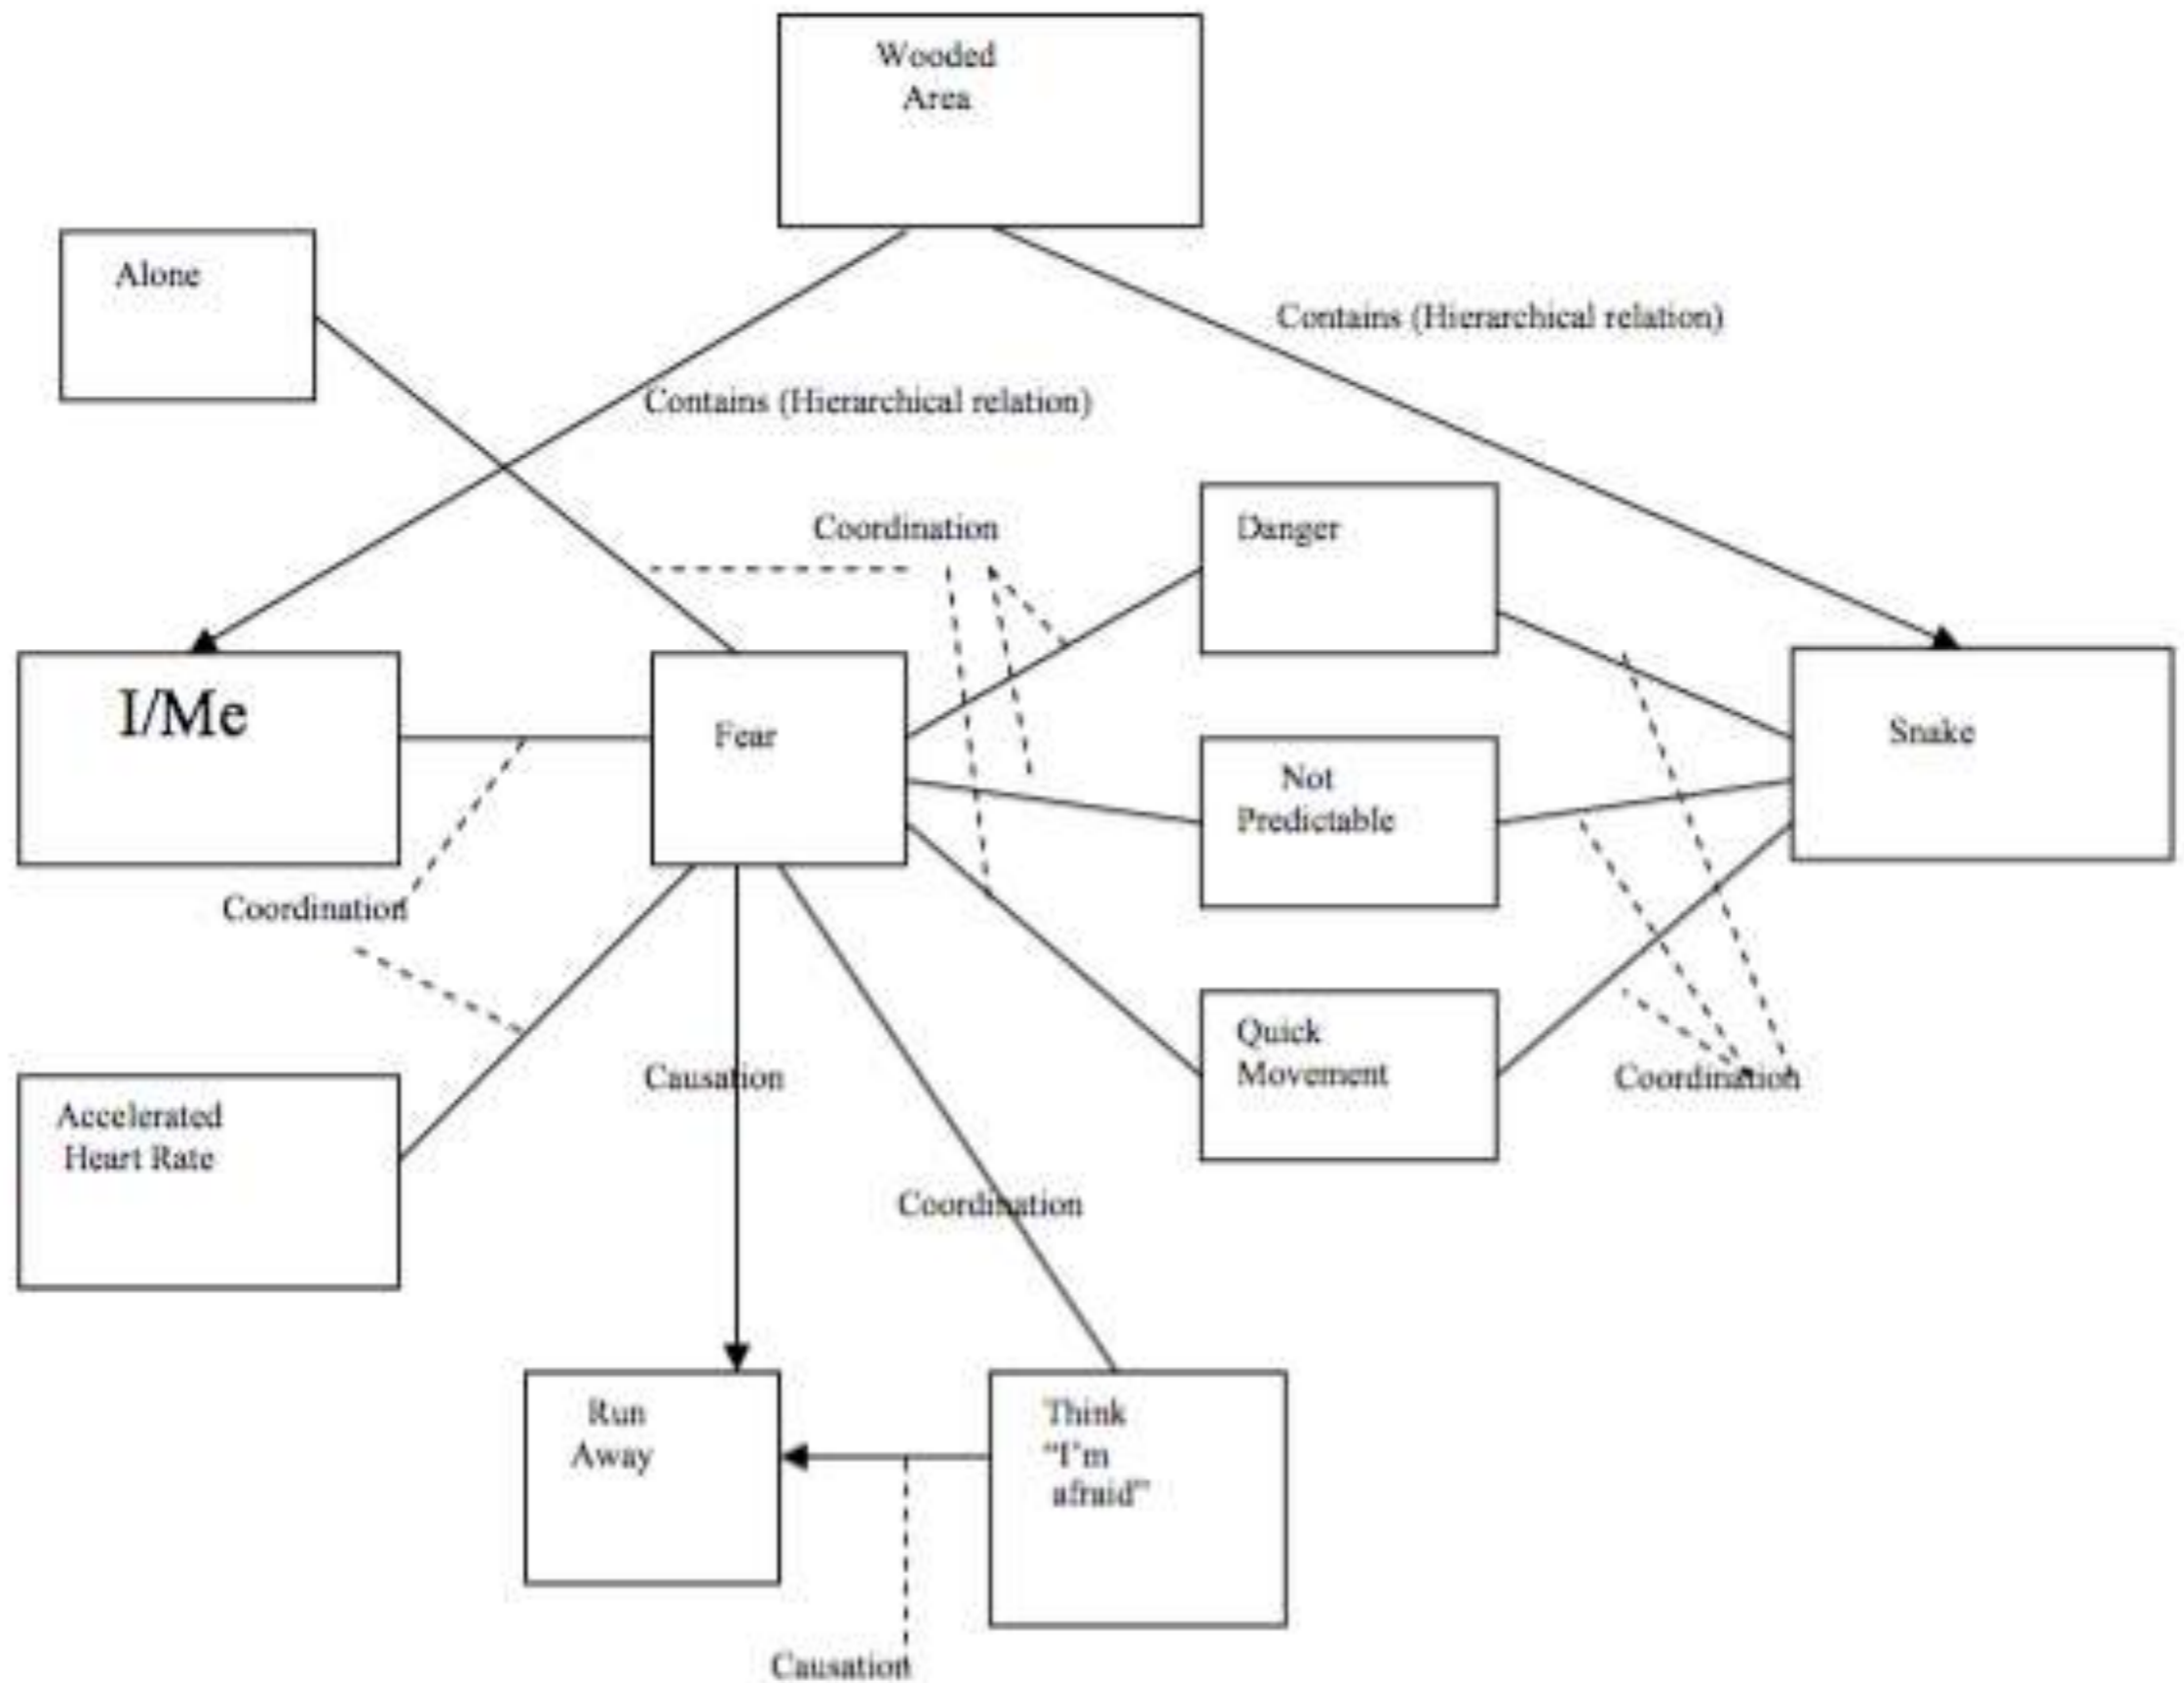 Wooded
Area
Alone
Contains (Hierarchical relation)
Contains (Hierarchical relation)
Coordination
Danger
I/Me
Fear
Snake
Not
Predictable
Coordination
Quick
Movement
Causation
Coordination
Accelerated
Heart Rate
Coordination
Run
Away
Think
“I’m
afraid”
Causation